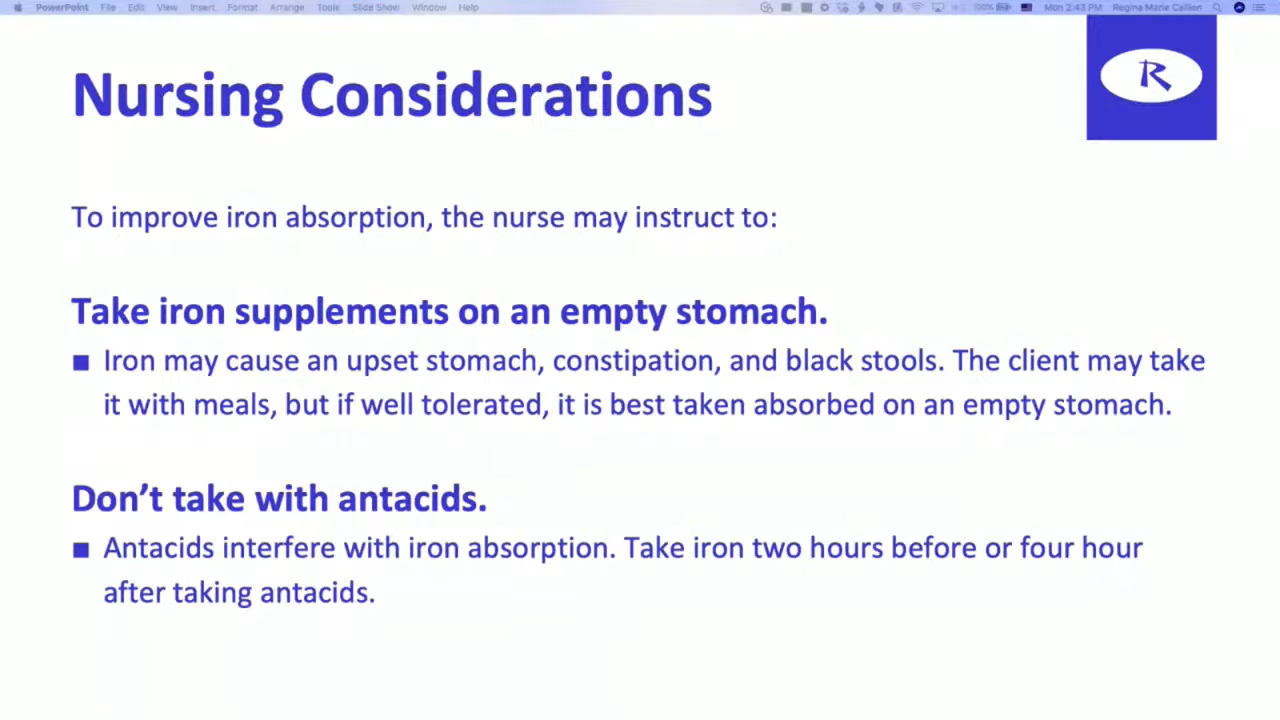 PowerPoint File Edit View Insert Format Arrange Tools Slide Show Window Help 100% Mon 2:43 PM Regina Marie Callion
R
Nursing Considerations
To improve iron absorption, the nurse may instruct to:
Take iron supplements on an empty stomach.
■ Iron may cause an upset stomach, constipation, and black stools. The client may take
it with meals, but if well tolerated, it is best taken absorbed on an empty stomach.
Don’t take with antacids.
■ Antacids interfere with iron absorption. Take iron two hours before or four hour
after taking antacids.